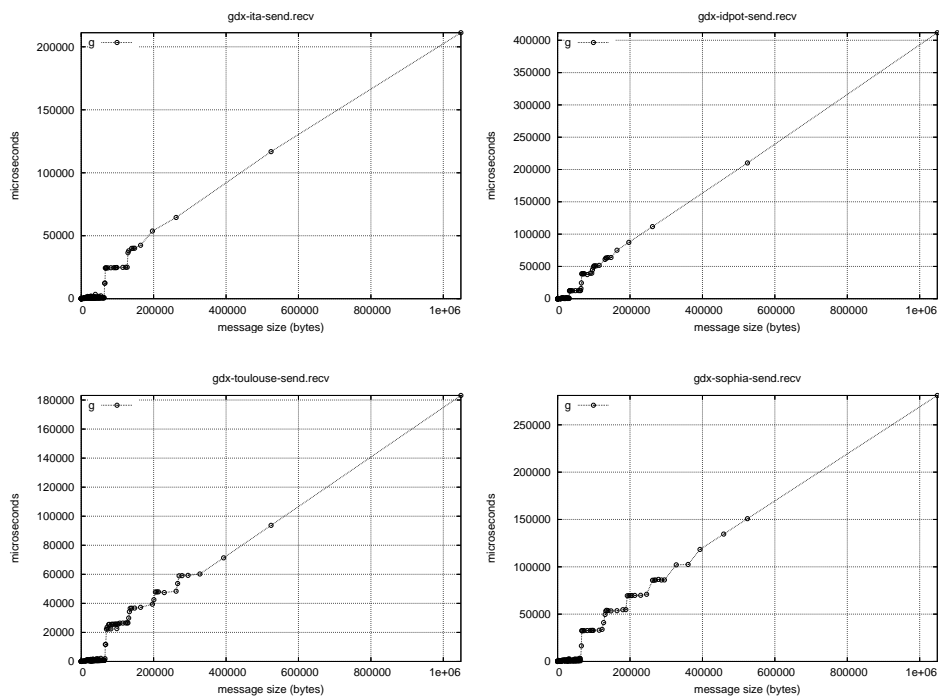 gdx-ita-send.recv
g
microseconds
200000
150000
100000
50000
0
0 200000 400000 600000 800000 1e+06
message size (bytes)
gdx-idpot-send.recv
g
microseconds
400000
350000
300000
250000
200000
150000
100000
50000
0
0 200000 400000 600000 800000 1e+06
message size (bytes)
gdx-toulouse-send.recv
g
microseconds
180000
160000
140000
120000
100000
80000
60000
40000
20000
0
0 200000 400000 600000 800000 1e+06
message size (bytes)
gdx-sophia-send.recv
g
microseconds
250000
200000
150000
100000
50000
0
0 200000 400000 600000 800000 1e+06
message size (bytes)